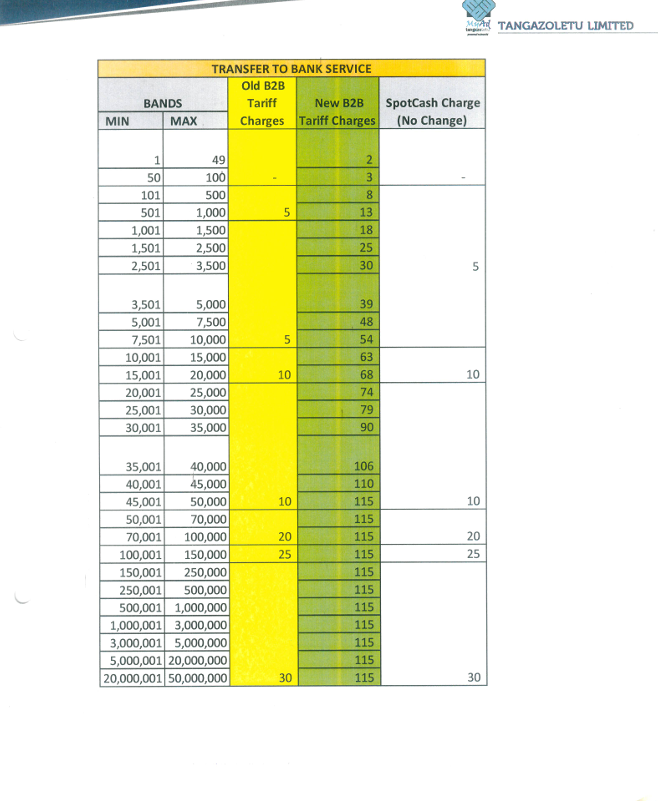 TANGAZOLETU LIMITED
TRANSFER TO BANK SERVICE
BANDS Old B2B Tariff Charges New B2B Tariff Charges SpotCash Charge (No Change)
MIN MAX
1 49 2
50 100 - 3 -
101 500 8
501 1,000 5 13
1,001 1,500 18
1,501 2,500 25
2,501 3,500 30 5
3,501 5,000 39
5,001 7,500 48
7,501 10,000 5 54
10,001 15,000 63
15,001 20,000 10 68 10
20,001 25,000 74
25,001 30,000 79
30,001 35,000 90
35,001 40,000 106
40,001 45,000 110
45,001 50,000 10 115 10
50,001 70,000 115
70,001 100,000 20 115 20
100,001 150,000 25 115 25
150,001 250,000 115
250,001 500,000 115
500,001 1,000,000 115
1,000,001 3,000,000 115
3,000,001 5,000,000 115
5,000,001 20,000,000 115
20,000,001 50,000,000 30 115 30